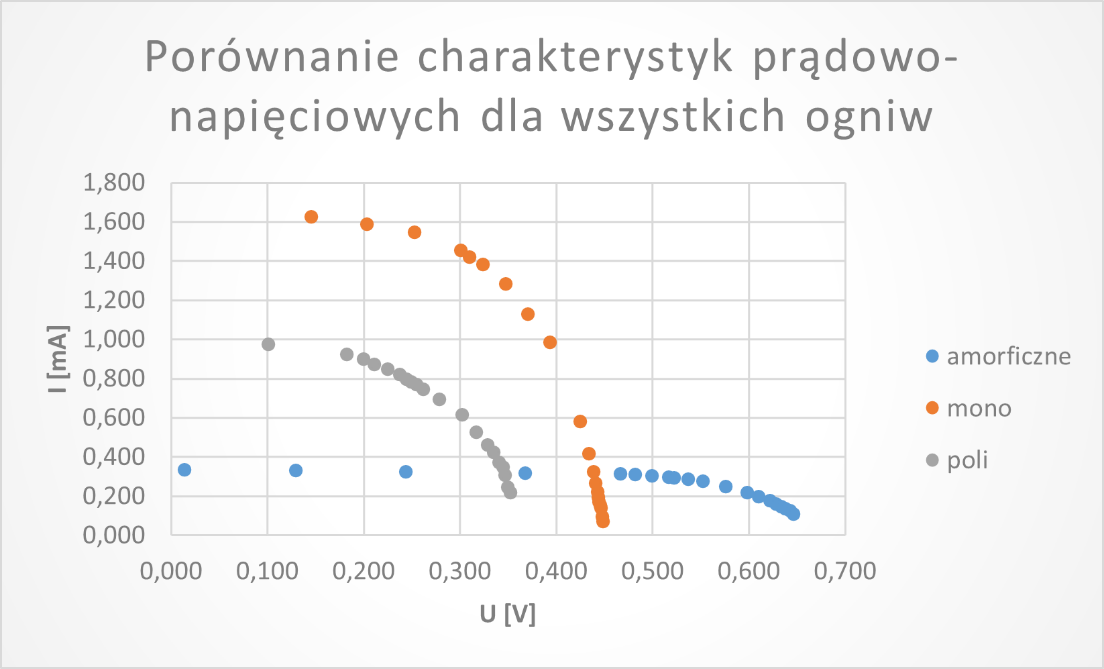 Porównanie charakterystyk prądowo-
napięciowych dla wszystkich ogniw
1,800
1,600
1,400
1,200
1,000
0,800
0,600
0,400
0,200
0,000
I [mA]
0,000 0,100 0,200 0,300 0,400 0,500 0,600 0,700
U [V]
amorficzne
mono
poli